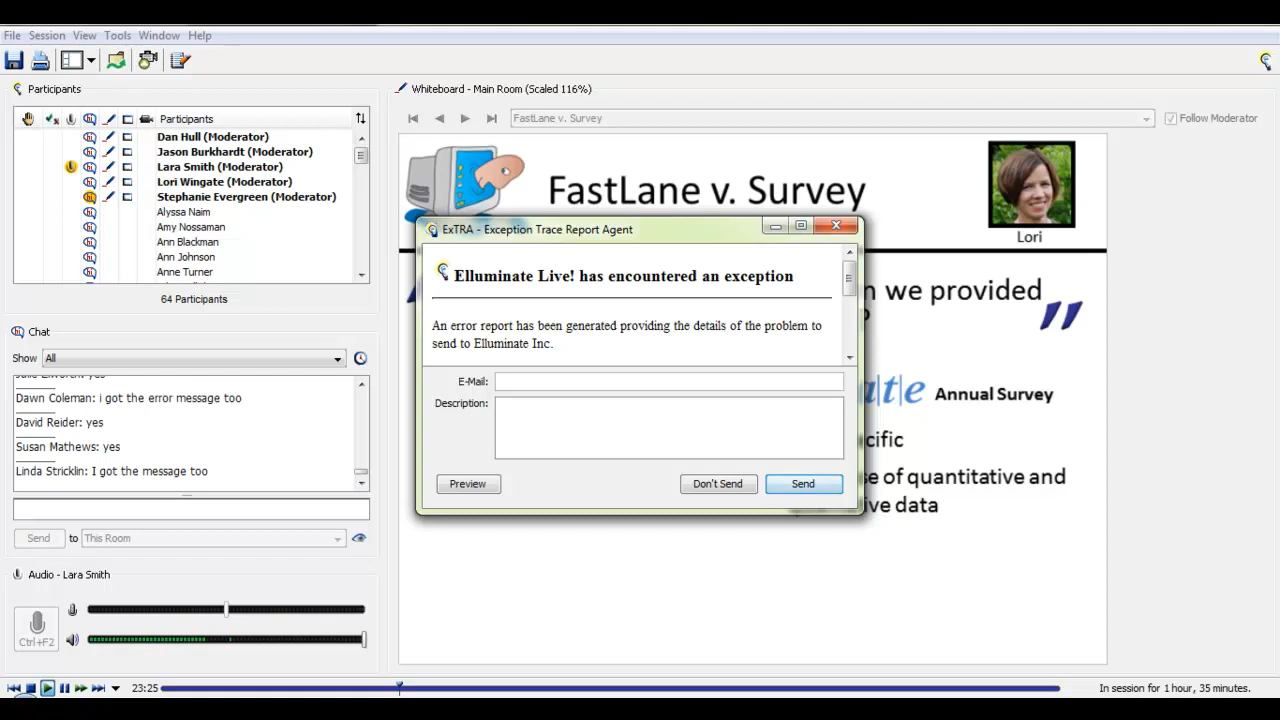 File Session View Tools Window Help
Participants
Participants
Dan Hull (Moderator)
Jason Burkhardt (Moderator)
Lara Smith (Moderator)
Lori Wingate (Moderator)
Stephanie Evergreen (Moderator)
Alyssa Naim
Amy Nossaman
Ann Blackman
Ann Johnson
Anne Turner
64 Participants
Chat
Show All
Dawn Coleman: i got the error message too
David Reider: yes
Susan Mathews: yes
Linda Stricklin: I got the message too
Send to This Room
Audio - Lara Smith
Ctrl+F2
Whiteboard - Main Room (Scaled 116%)
FastLane v. Survey Follow Moderator
FastLane v. Survey
Lori
we provided
Annual Survey
of quantitative and
data
ExTRA - Exception Trace Report Agent
Elluminate Live! has encountered an exception
An error report has been generated providing the details of the problem to
send to Elluminate Inc.
E-Mail:
Description:
Preview Don't Send Send
23:25 In session for 1 hour, 35 minutes.